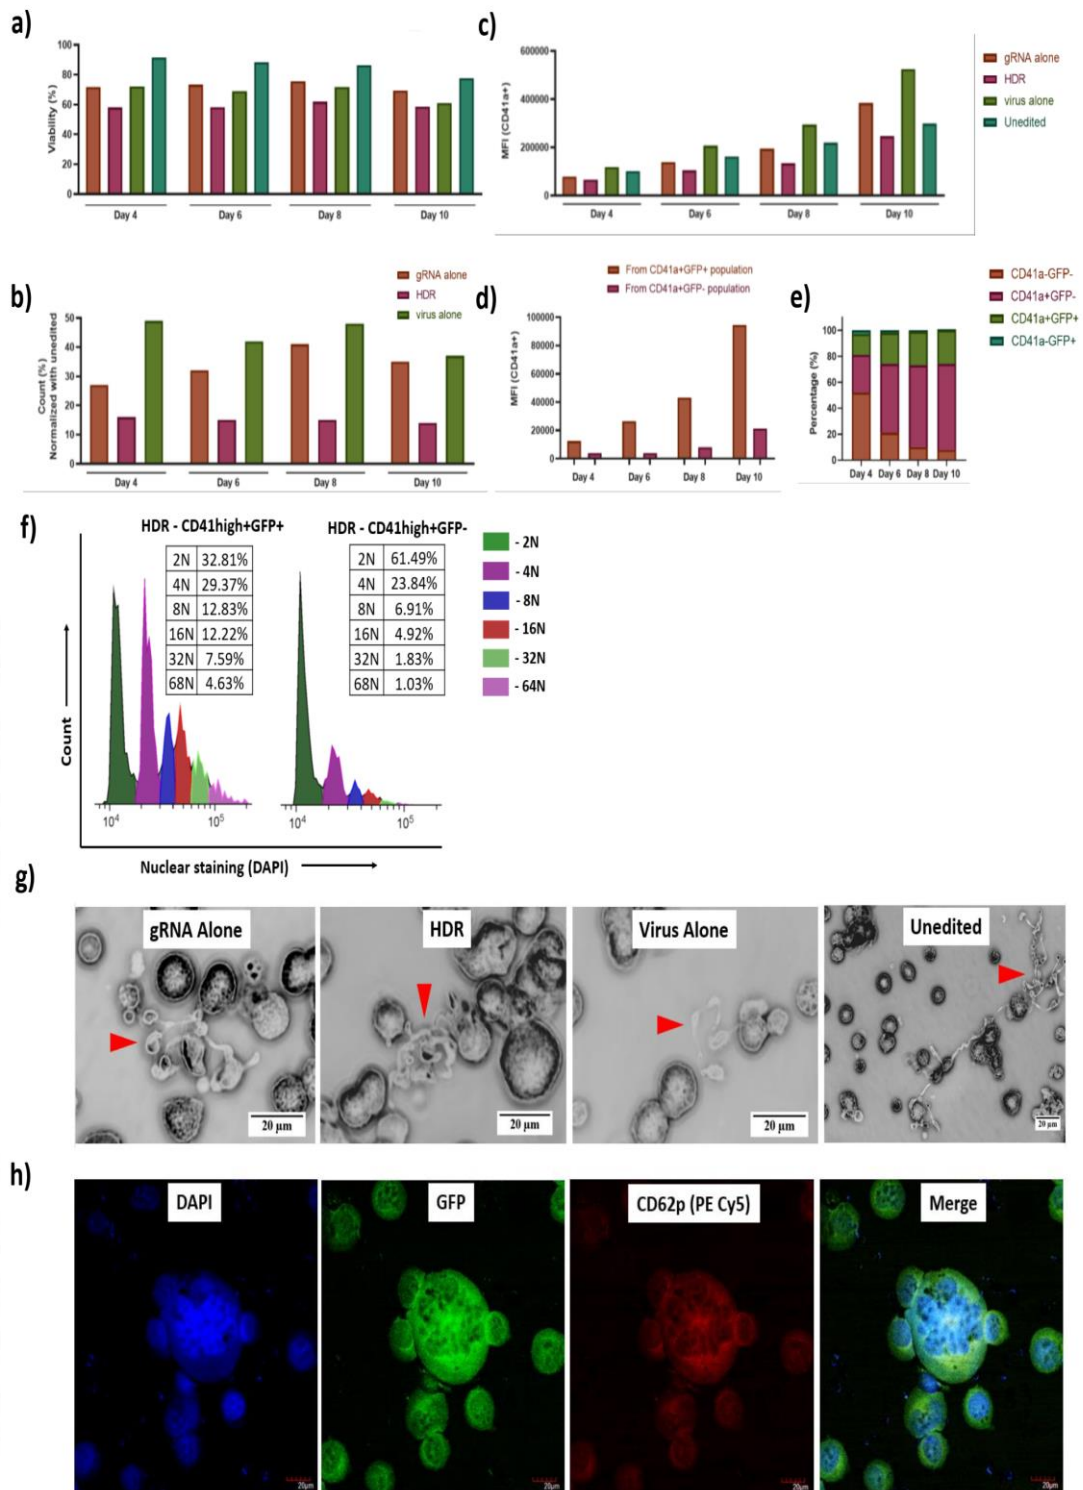 a)
100
80
60
40
20
0
Viability (%)
Day 4
Day 6
Day 8
Day 10
c)
600000
400000
200000
0
MFI (CD41a+)
Day 4
Day 6
Day 8
Day 10
gRNA alone
HDR
virus alone
Unedited
b)
gRNA alone
HDR
virus alone
50
40
30
20
10
0
Count (%)
Normalized with unedited
Day 4
Day 6
Day 8
Day 10
d)
From CD41a+GFP+ population
From CD41a+GFP- population
100000
80000
60000
40000
20000
0
MFI (CD41a+)
Day 4
Day 6
Day 8
Day 10
e)
100
80
60
40
20
0
Percentage (%)
Day 4
Day 6
Day 8
Day 10
CD41a-GFP-
CD41a+GFP-
CD41a+GFP+
CD41a-GFP+
f)
HDR - CD41high+GFP+
2N 32.81%
4N 29.37%
8N 12.83%
16N 12.22%
32N 7.59%
68N 4.63%
HDR - CD41high+GFP-
2N 61.49%
4N 23.84%
8N 6.91%
16N 4.92%
32N 1.83%
68N 1.03%
- 2N
- 4N
- 8N
- 16N
- 32N
- 64N
Count
10⁴
10⁵
10⁴
10⁵
Nuclear staining (DAPI)
g)
gRNA Alone
20 µm
HDR
20 µm
Virus Alone
20 µm
Unedited
20 µm
h)
DAPI
20µm
GFP
20µm
CD62p (PE Cy5)
20µm
Merge
20µm